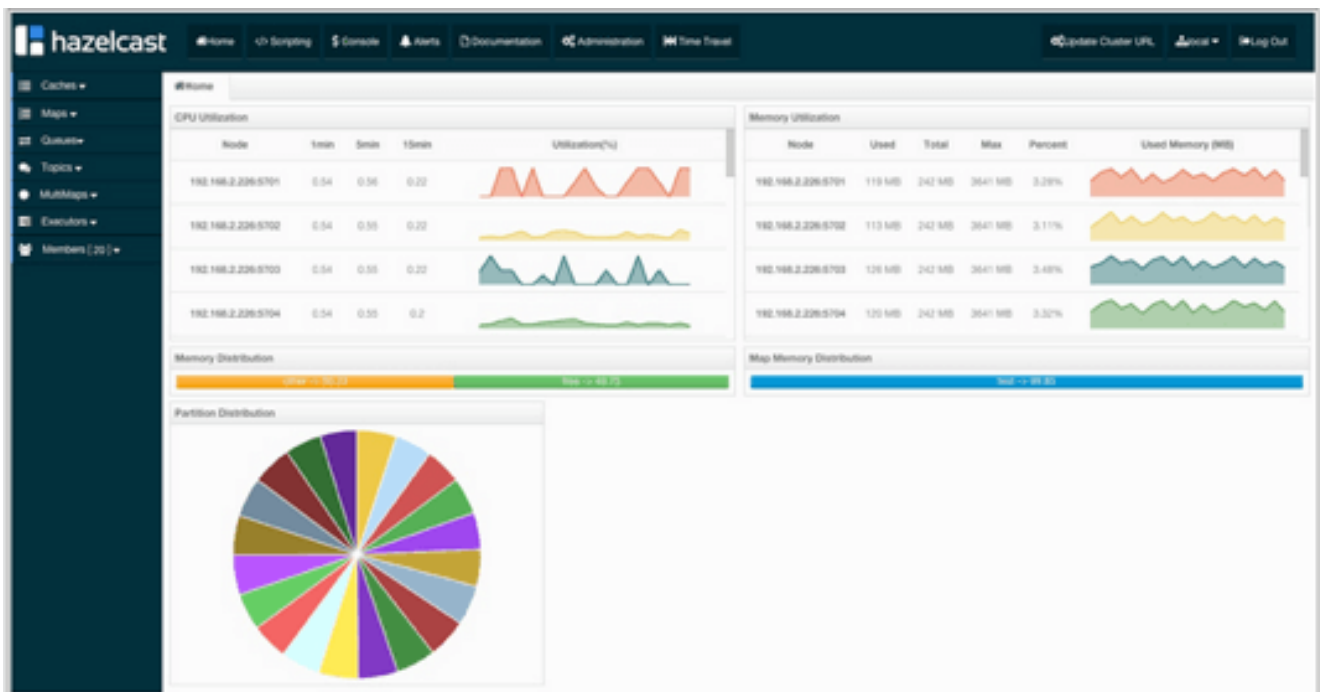 hazelcast
Home Scripting Console Alerts Documentation Administration Time Travel Update Cluster URL local Log Out
Caches
Maps
Queues
Topics
MultiMaps
Executors
Members [ 20 ]
Home
CPU Utilization
Node 1min 5min 15min Utilization(%)
192.168.2.226:5701 0.54 0.56 0.22
192.168.2.226:5702 0.54 0.55 0.22
192.168.2.226:5703 0.54 0.55 0.22
192.168.2.226:5704 0.54 0.55 0.2
Memory Utilization
Node Used Total Max Percent Used Memory (MB)
192.168.2.226:5701 119 MB 242 MB 3641 MB 3.28%
192.168.2.226:5702 113 MB 242 MB 3641 MB 3.11%
192.168.2.226:5703 126 MB 242 MB 3641 MB 3.48%
192.168.2.226:5704 120 MB 242 MB 3641 MB 3.32%
Memory Distribution
other ->
free -> 49.75
Map Memory Distribution
test -> 99.85
Partition Distribution